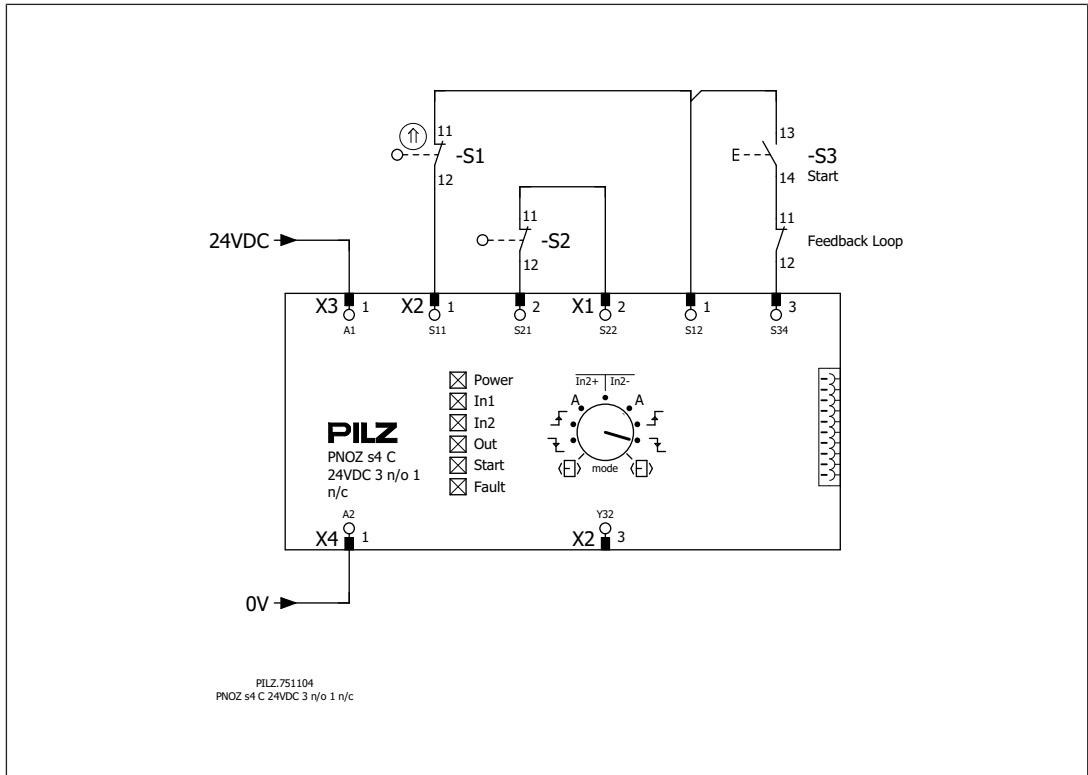 11
-S1
12
13
-S3
14
Start
E
11
-S2
12
11
Feedback Loop
12
24VDC
X3 1
X2 1
2
X1 2
1
3
A1
S11
S21
S22
S12
S34
Power
In1
In2
Out
Start
Fault
In2+ In2-
A A
mode
PILZ
PNOZ s4 C
24VDC 3 n/o 1
n/c
A2
X4 1
Y32
X2 3
0V
PILZ.751104
PNOZ s4 C 24VDC 3 n/o 1 n/c